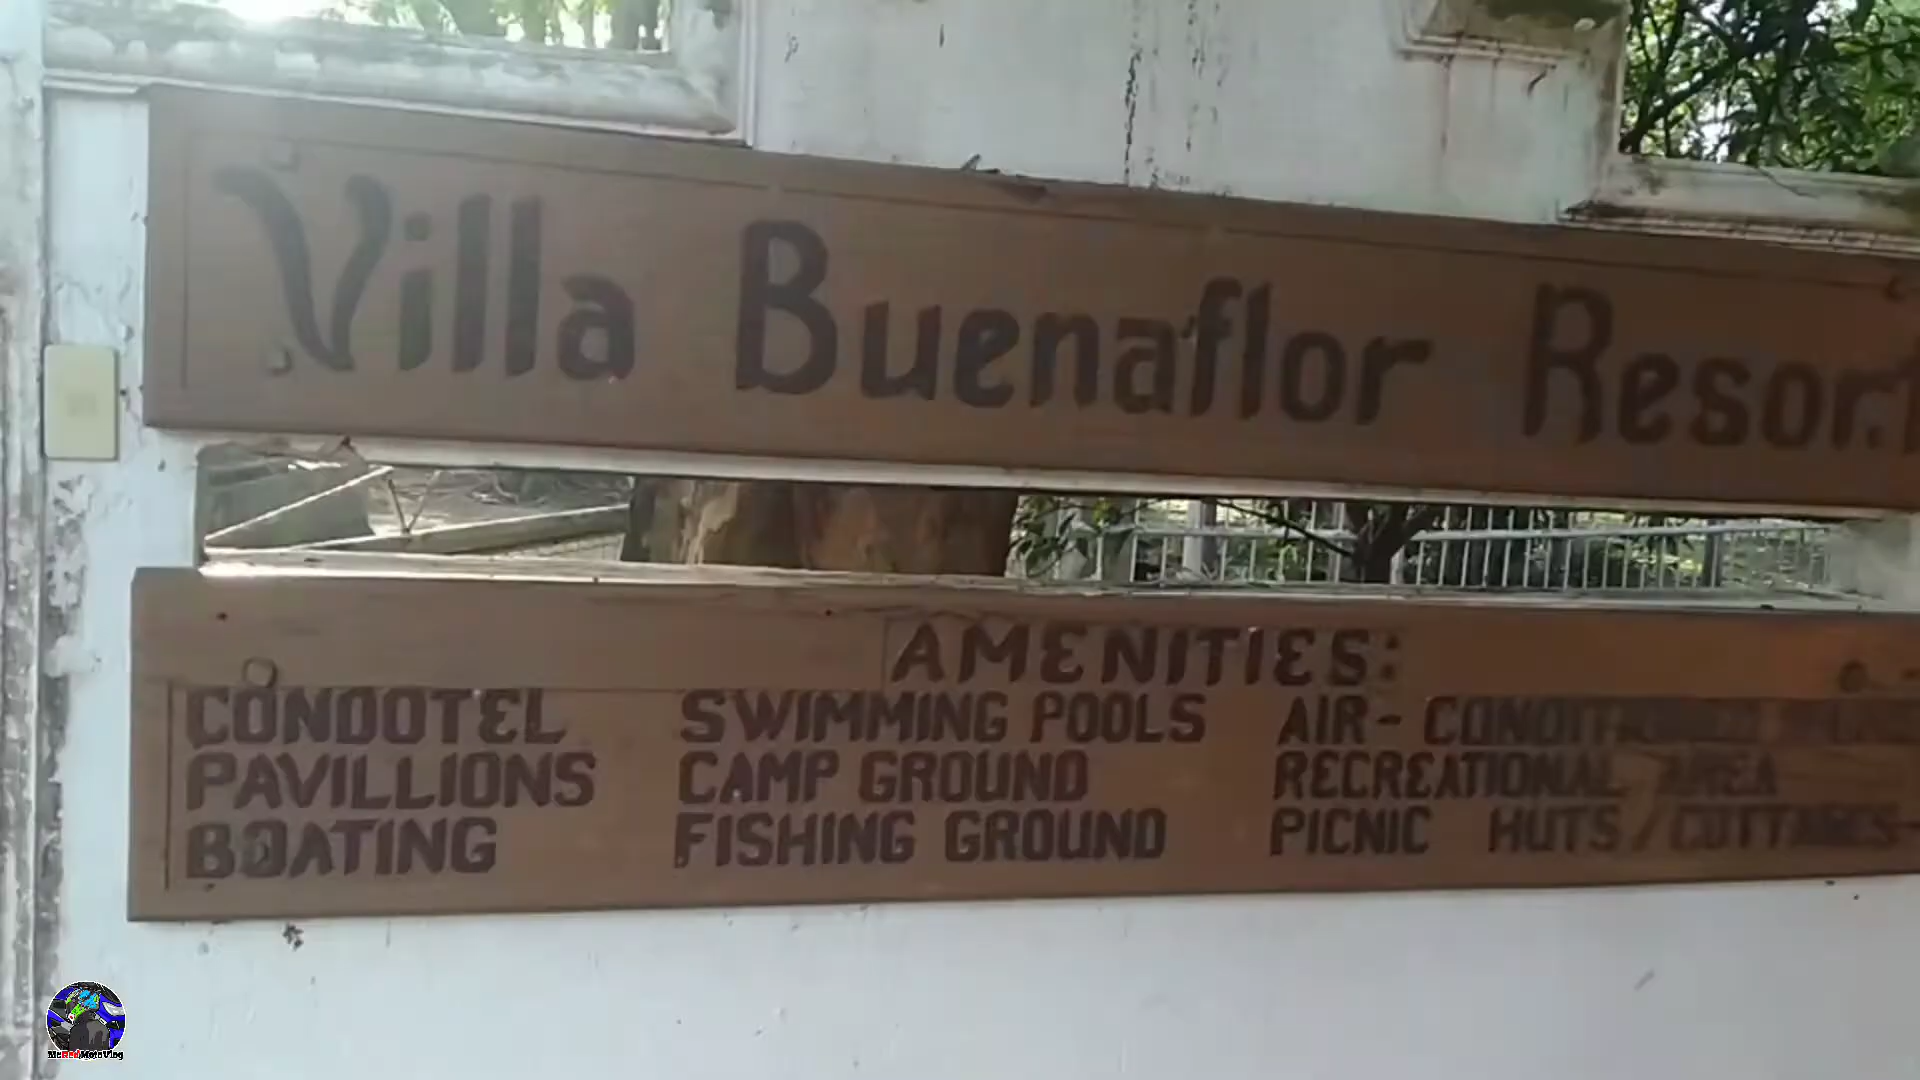 Villa Buenaflor Resort
AMENITIES:
CONDOTEL SWIMMING POOLS AIR-CONDITIONED
PAVILLIONS CAMP GROUND RECREATIONAL AREA
BOATING FISHING GROUND PICNIC HUTS/COTTAGES
McRedMotoVlog